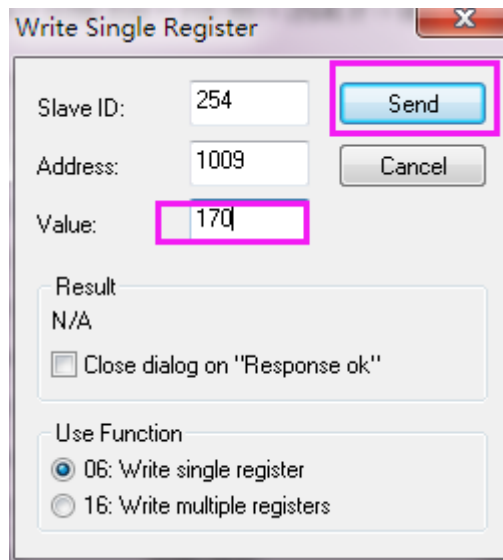 Write Single Register
Slave ID: 254 Send
Address: 1009 Cancel
Value: 170
Result
N/A
Close dialog on "Response ok"
Use Function
06: Write single register
16: Write multiple registers